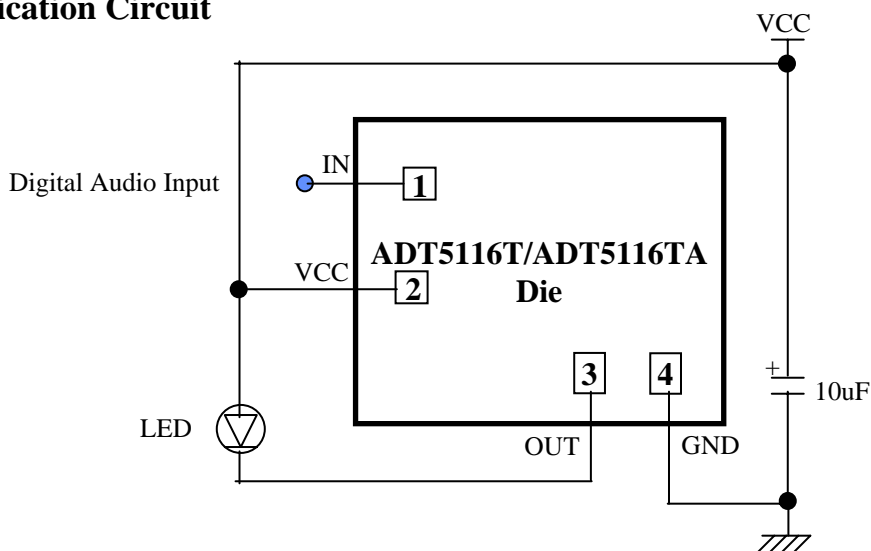 ication Circuit
VCC
IN
Digital Audio Input
1
ADT5116T/ADT5116TA
VCC
2
Die
3
4
+
10uF
LED
OUT
GND